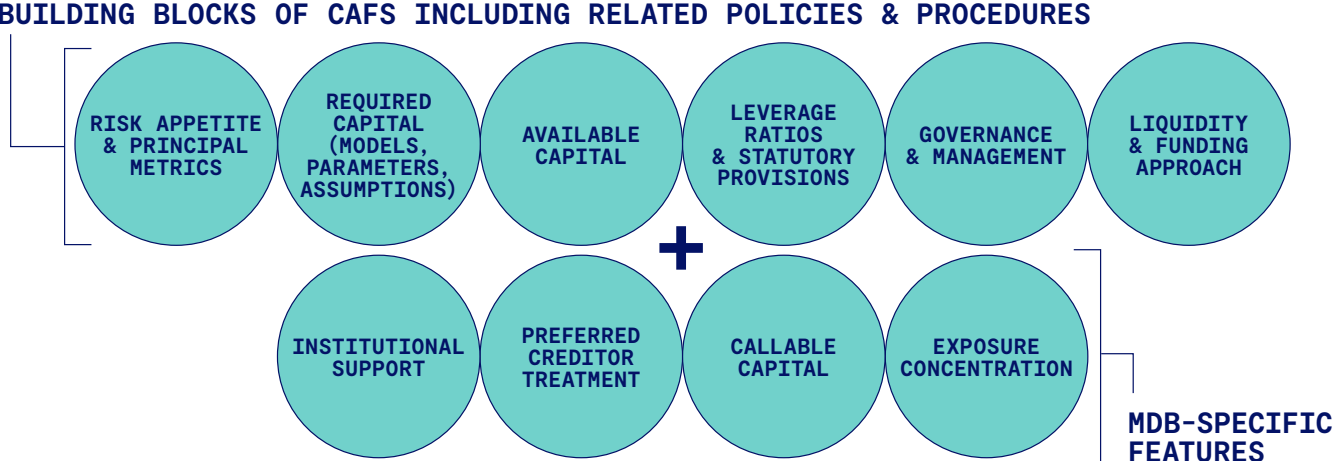 BUILDING BLOCKS OF CAFS INCLUDING RELATED POLICIES & PROCEDURES
RISK APPETITE
& PRINCIPAL
METRICS
REQUIRED
CAPITAL
(MODELS,
PARAMETERS,
ASSUMPTIONS)
AVAILABLE
CAPITAL
LEVERAGE
RATIOS
& STATUTORY
PROVISIONS
GOVERNANCE
& MANAGEMENT
LIQUIDITY
& FUNDING
APPROACH
+
INSTITUTIONAL
SUPPORT
PREFERRED
CREDITOR
TREATMENT
CALLABLE
CAPITAL
EXPOSURE
CONCENTRATION
MDB-SPECIFIC
FEATURES